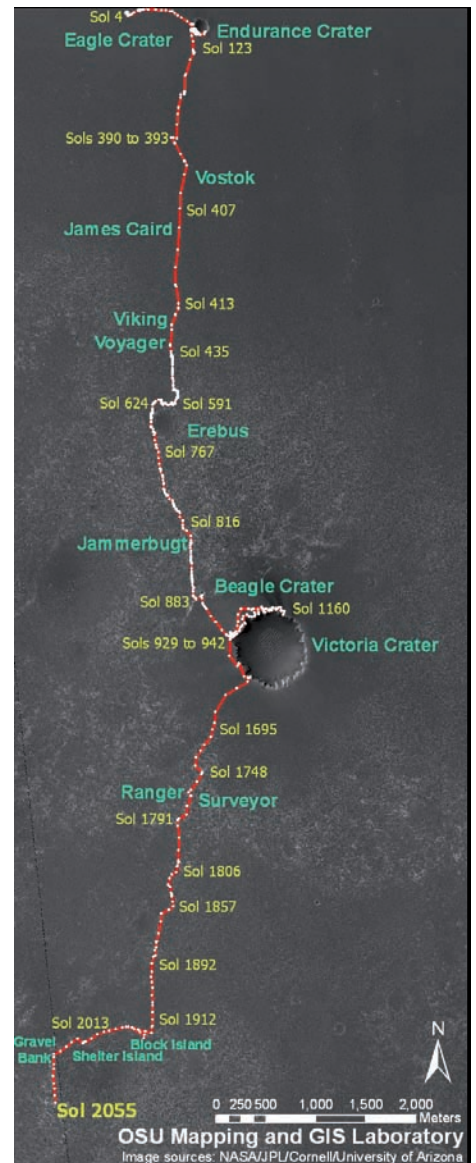 Sol 4
Eagle Crater
Endurance Crater
Sol 123
Sols 390 to 393
Vostok
Sol 407
James Caird
Sol 413
Viking
Voyager
Sol 435
Sol 624
Sol 591
Erebus
Sol 767
Sol 816
Jammerbugt
Beagle Crater
Sol 883
Sol 1160
Sols 929 to 942
Victoria Crater
Sol 1695
Sol 1748
Ranger
Surveyor
Sol 1791
Sol 1806
Sol 1857
Sol 1892
Sol 2013
Sol 1912
Gravel
Bank
Block Island
Shelter Island
N
Sol 2055
0 250 500 1,000 1,500 2,000
Meters
OSU Mapping and GIS Laboratory
Image sources: NASA/JPL/Cornell/University of Arizona